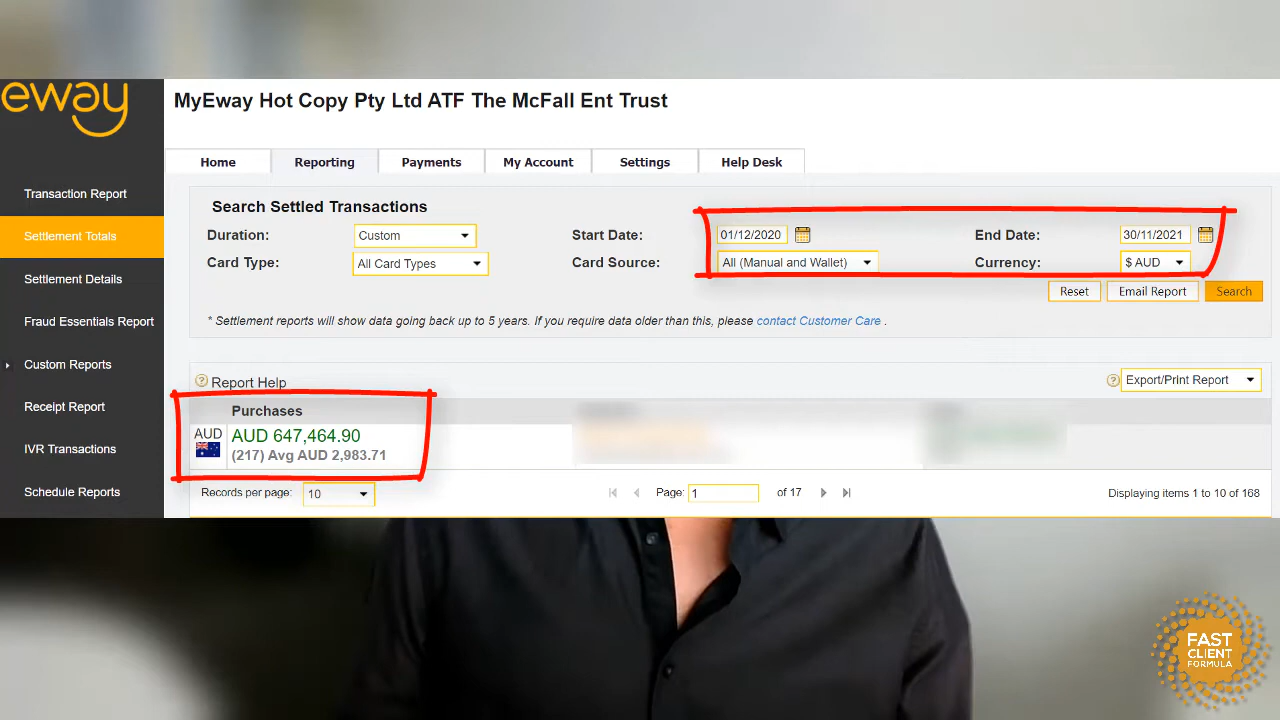 eway
MyEway Hot Copy Pty Ltd ATF The McFall Ent Trust
Home Reporting Payments My Account Settings Help Desk
Transaction Report
Settlement Totals
Settlement Details
Fraud Essentials Report
Custom Reports
Receipt Report
IVR Transactions
Schedule Reports
Search Settled Transactions
Duration: Custom Start Date: 01/12/2020 End Date: 30/11/2021
Card Type: All Card Types Card Source: All (Manual and Wallet) Currency: $ AUD
Reset Email Report Search
* Settlement reports will show data going back up to 5 years. If you require data older than this, please contact Customer Care .
? Report Help ? Export/Print Report
Purchases
AUD AUD 647,464.90
(217) Avg AUD 2,983.71
Records per page: 10 Page: 1 of 17 Displaying items 1 to 10 of 168
FAST
CLIENT
FORMULA